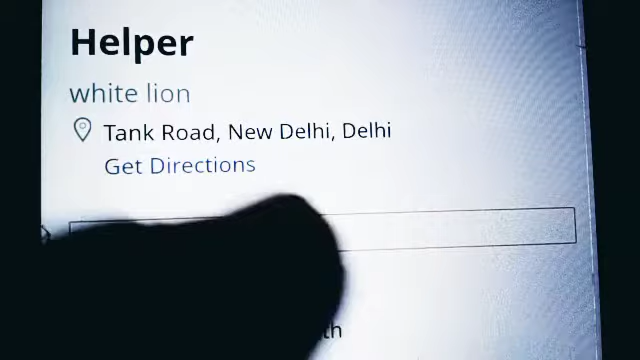 Helper
white lion
Tank Road, New Delhi, Delhi
Get Directions